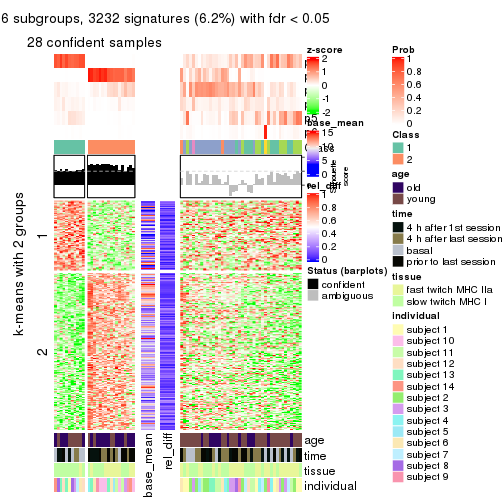 6 subgroups, 3232 signatures (6.2%) with fdr < 0.05
28 confident samples
k-means with 2 groups
1
2
z-score
2
1
0
-1
-2
base_mean
15
10
5
0
Silhouette
score
rel_diff
1
0.8
0.6
0.4
0.2
0
Status (barplots)
confident
ambiguous
Prob
1
0.8
0.6
0.4
0.2
0
Class
1
2
age
old
young
time
4 h after 1st session
4 h after last session
basal
prior to last session
tissue
fast twitch MHC IIa
slow twitch MHC I
individual
subject 1
subject 10
subject 11
subject 12
subject 13
subject 14
subject 2
subject 3
subject 4
subject 5
subject 6
subject 7
subject 8
subject 9
base_mean
rel_diff
age
time
tissue
individual